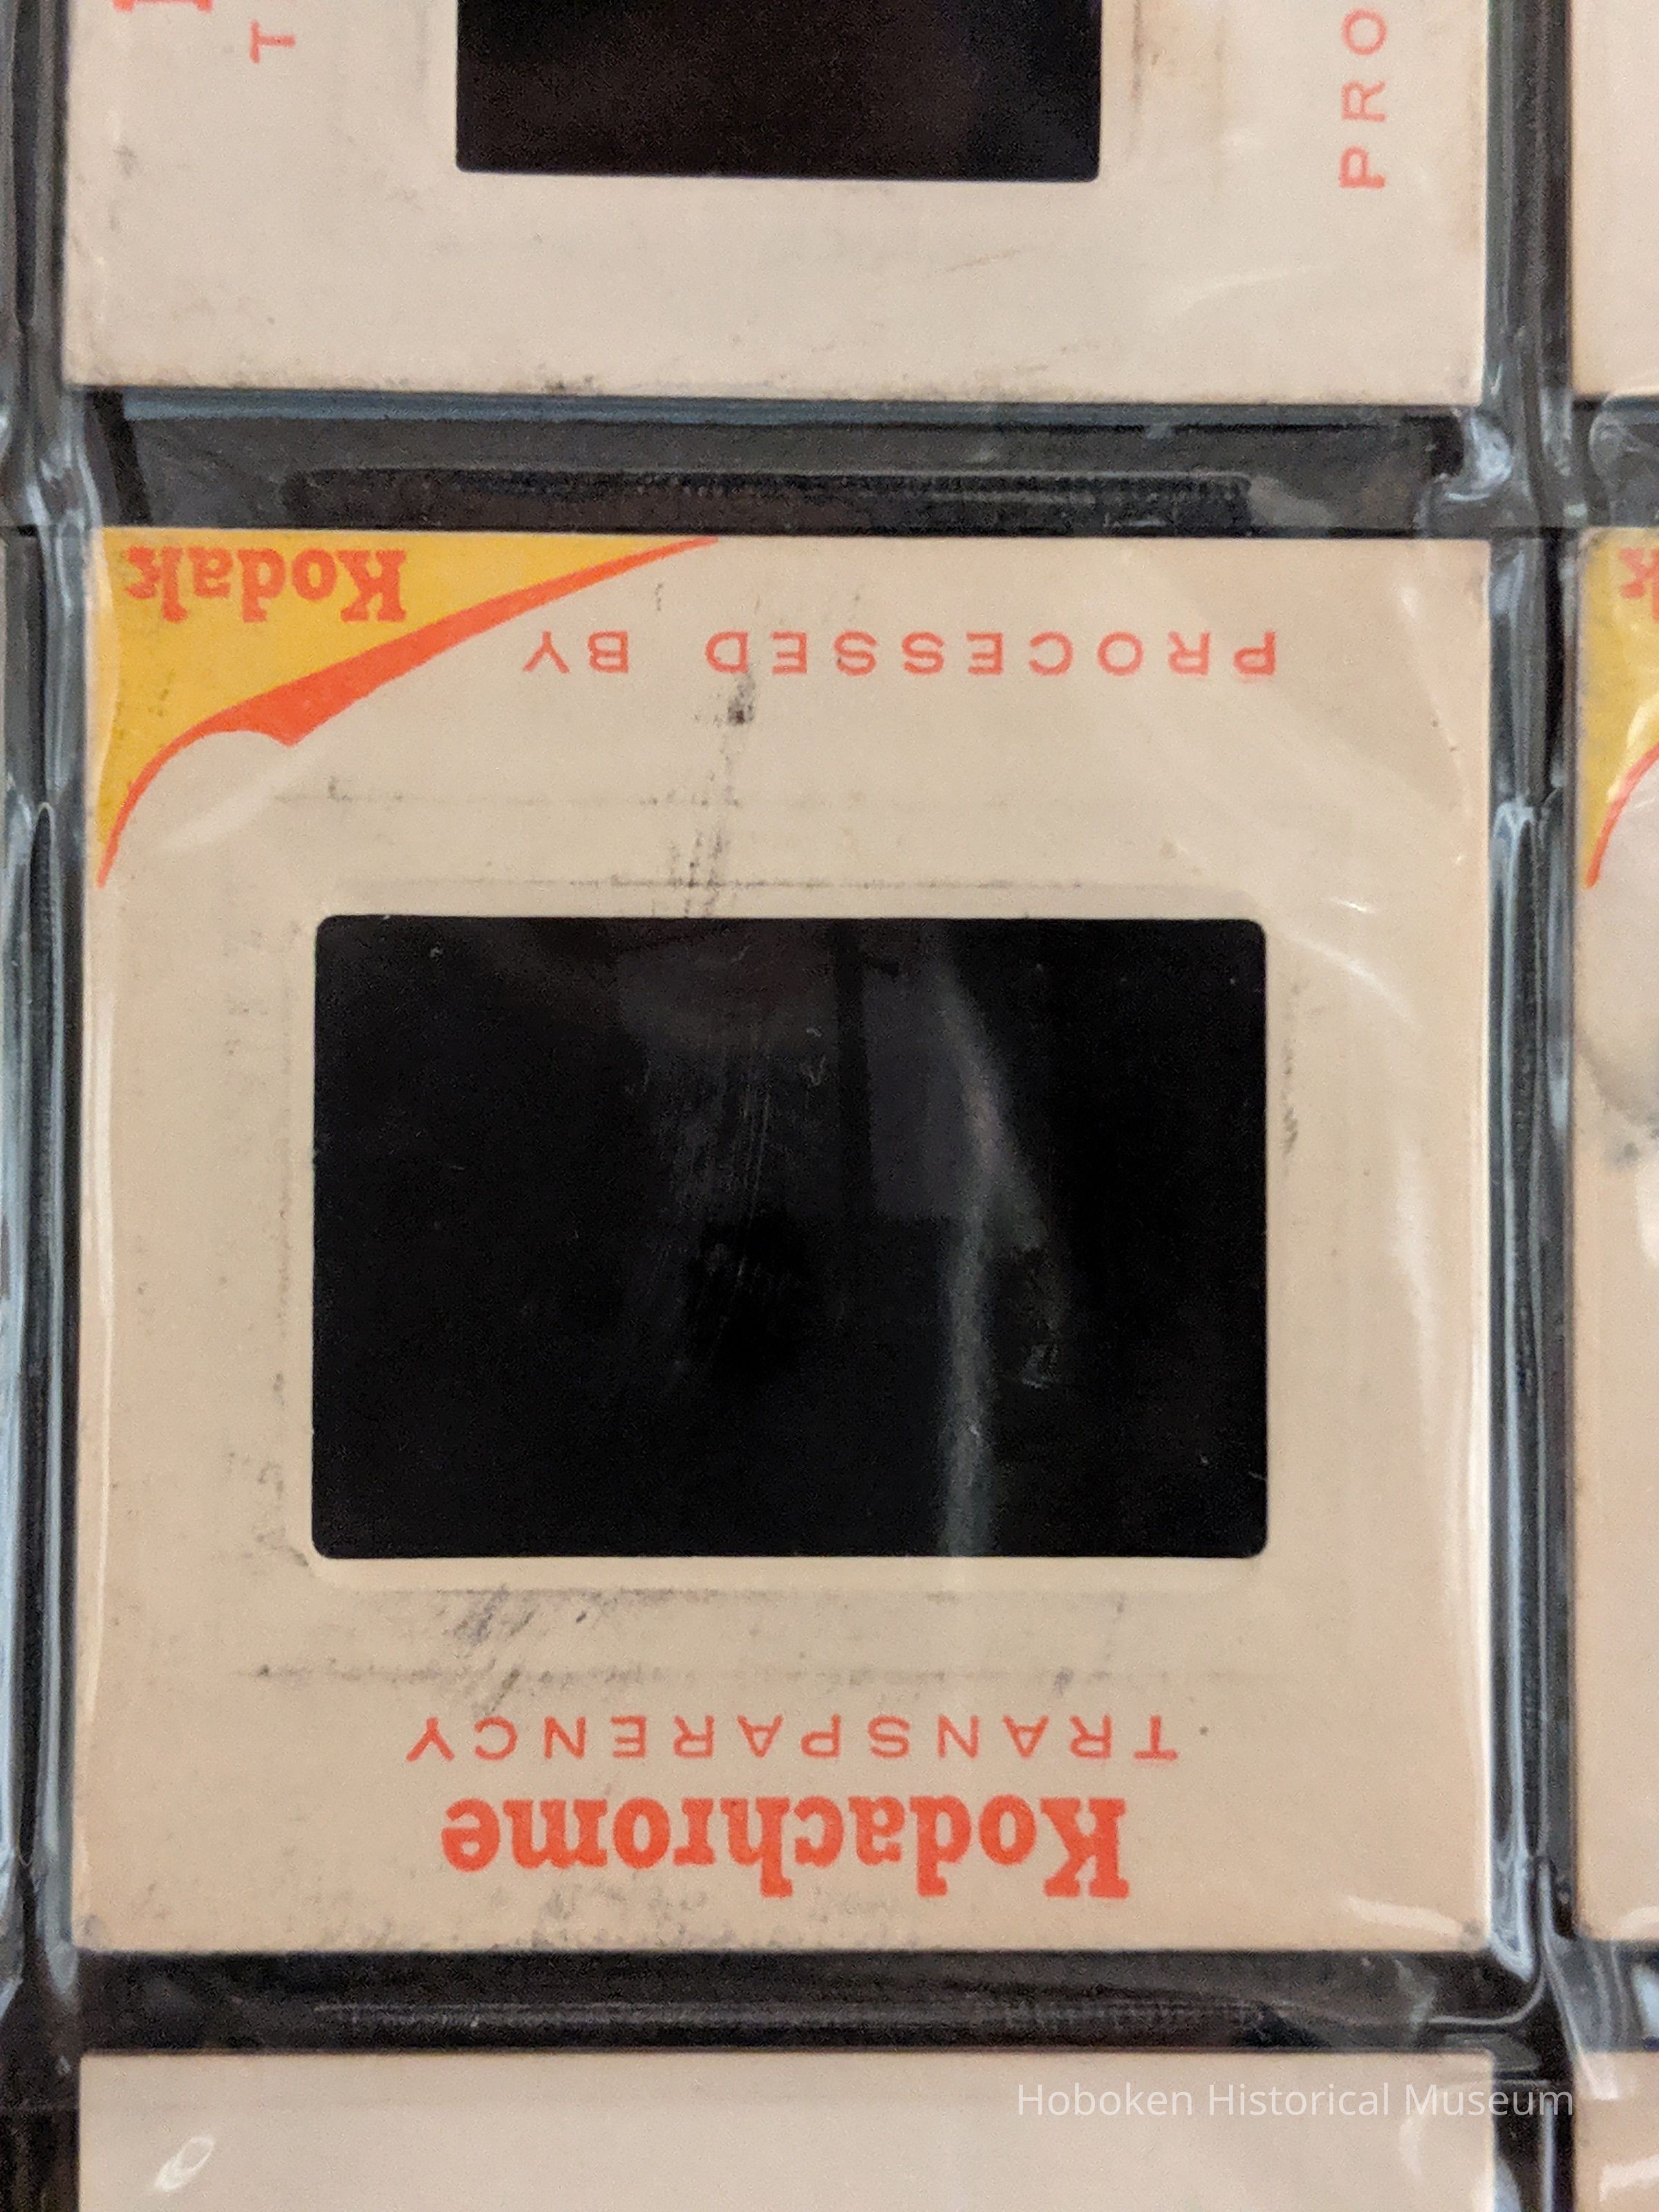 T
PRO
Kodachrome
TRANSPARENCY
PROCESSED BY
Kodak
Hoboken Historical Museum